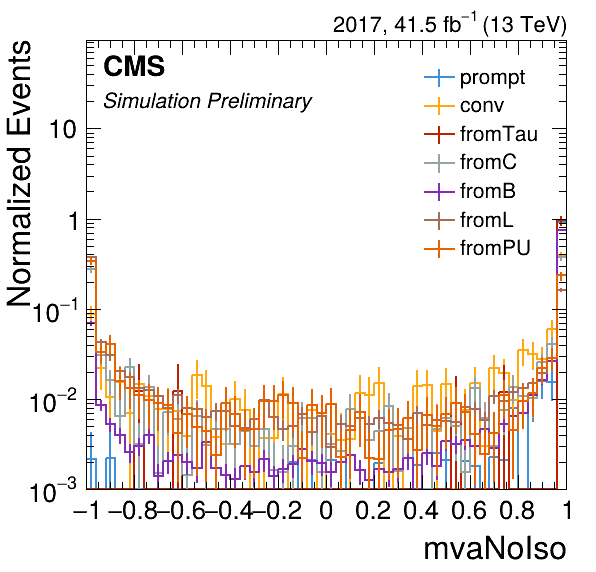 2017, 41.5 fb⁻¹ (13 TeV)
CMS
Simulation Preliminary
prompt
conv
fromTau
fromC
fromB
fromL
fromPU
Normalized Events
10
1
10⁻¹
10⁻²
10⁻³
−1 −0.8 −0.6 −0.4 −0.2 0 0.2 0.4 0.6 0.8 1
mvaNoIso